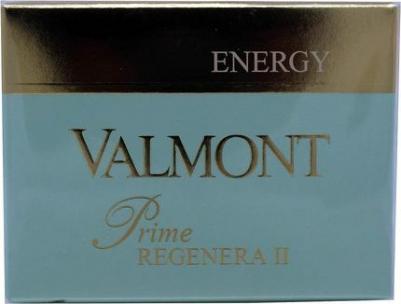 ENERGY
VALMONT
Prime
REGENERA II